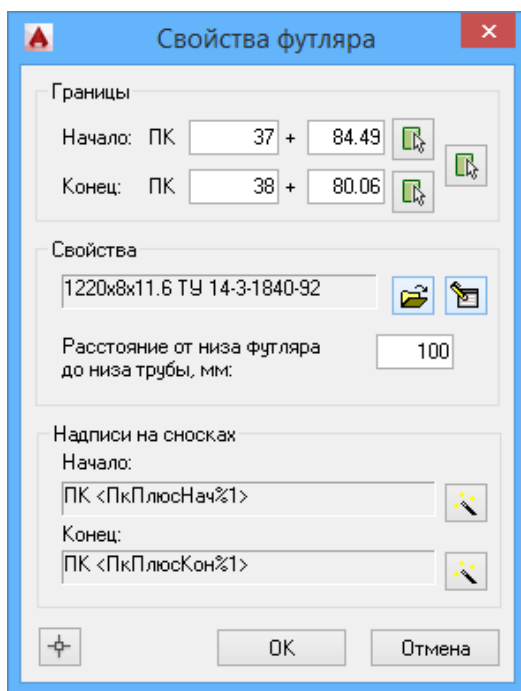 Свойства футляра
Границы
Начало: ПК 37 + 84.49
Конец: ПК 38 + 80.06
Свойства
1220x8x11.6 ТУ 14-3-1840-92
Расстояние от низа футляра
до низа трубы, мм: 100
Надписи на сносках
Начало:
ПК <ПкПлюсНач%1>
Конец:
ПК <ПкПлюсКон%1>
OK Отмена